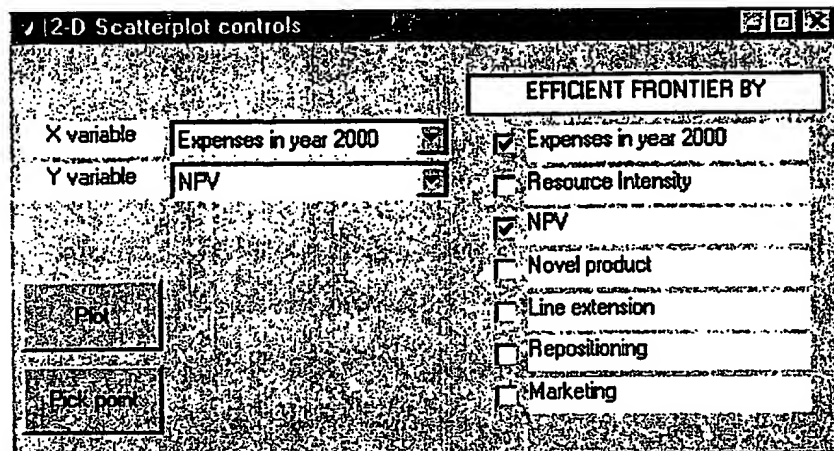 2-D Scatterplot controls
EFFICIENT FRONTIER BY
X variable
Expenses in year 2000
Y variable
NPV
Expenses in year 2000
Resource Intensity
NPV
Novel product
Line extension
Repositioning
Marketing
Plot
Pick point